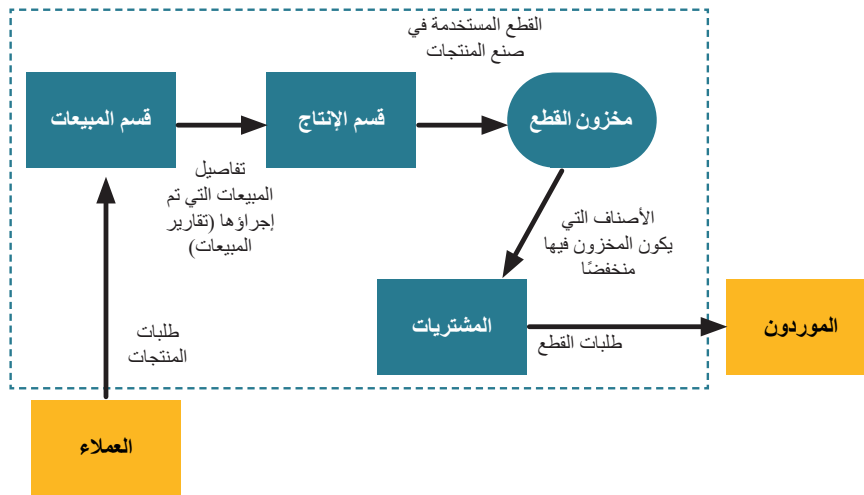 القطع المستخدمة في
صنع المنتجات
قسم المبيعات
قسم الإنتاج
مخزون القطع
تفاصيل
المبيعات التي تم
إجراؤها (تقارير
المبيعات)
الأصناف التي
يكون المخزون فيها
منخفضًا
المشتريات
الموردون
طلبات القطع
طلبات
المنتجات
العملاء